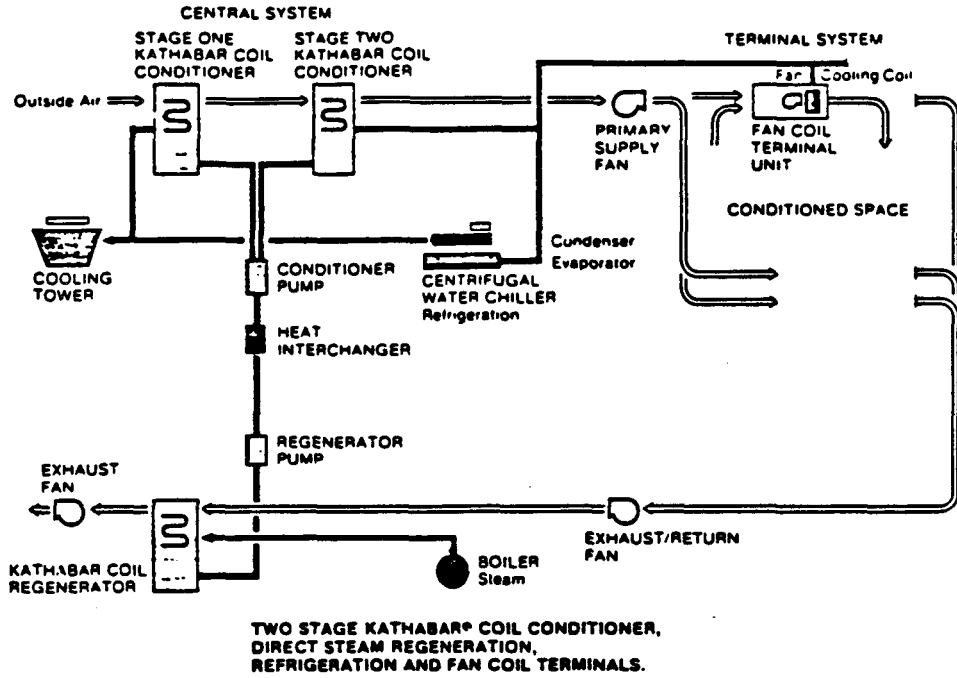 CENTRAL SYSTEM
STAGE ONE
KATHABAR COIL
CONDITIONER
STAGE TWO
KATHABAR COIL
CONDITIONER
TERMINAL SYSTEM
Fan
Cooling Coil
Outside Air
PRIMARY
SUPPLY
FAN
FAN COIL
TERMINAL
UNIT
CONDITIONED SPACE
COOLING
TOWER
CONDITIONER
PUMP
Condenser
Evaporator
CENTRIFUGAL
WATER CHILLER
Refrigeration
HEAT
INTERCHANGER
REGENERATOR
PUMP
EXHAUST
FAN
KATHABAR COIL
REGENERATOR
BOILER
Steam
EXHAUST/RETURN
FAN
TWO STAGE KATHABAR® COIL CONDITIONER,
DIRECT STEAM REGENERATION,
REFRIGERATION AND FAN COIL TERMINALS.